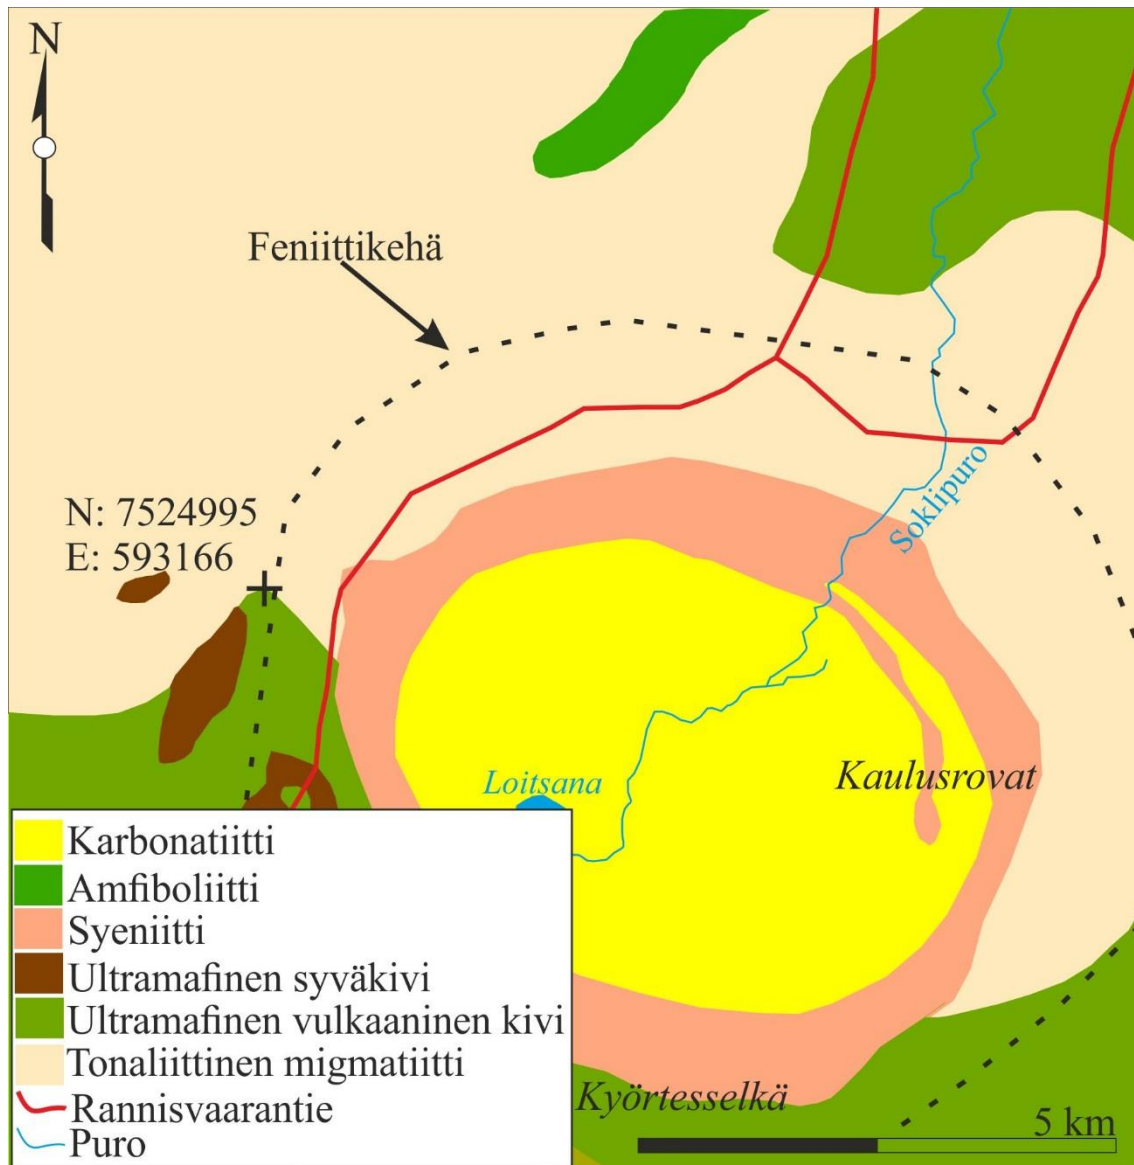 N
Feniittikehä
N: 7524995
E: 593166
Soklipuro
Loitsana
Kaulusrovat
Karbonatiitti
Amfiboliitti
Syeniitti
Ultramafinen syväkivi
Ultramafinen vulkaaninen kivi
Tonaliittinen migmatiitti
Rannisvaarantie
Puro
Kyörtesselkä
5 km